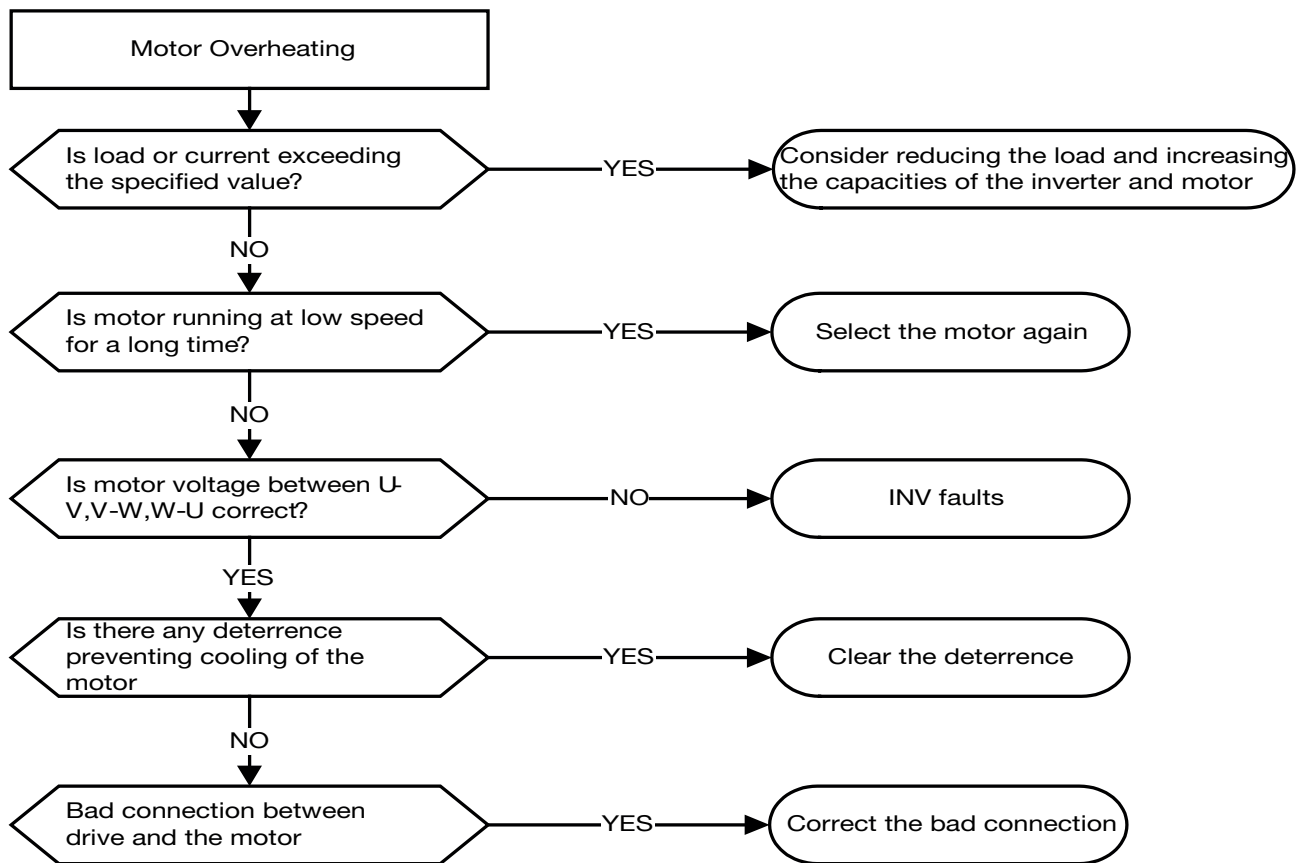 Motor Overheating
Is load or current exceeding
the specified value?
YES
Consider reducing the load and increasing
the capacities of the inverter and motor
NO
Is motor running at low speed
for a long time?
YES
Select the motor again
NO
Is motor voltage between U-
V,V-W,W-U correct?
NO
INV faults
YES
Is there any deterrence
preventing cooling of the
motor
YES
Clear the deterrence
NO
Bad connection between
drive and the motor
YES
Correct the bad connection